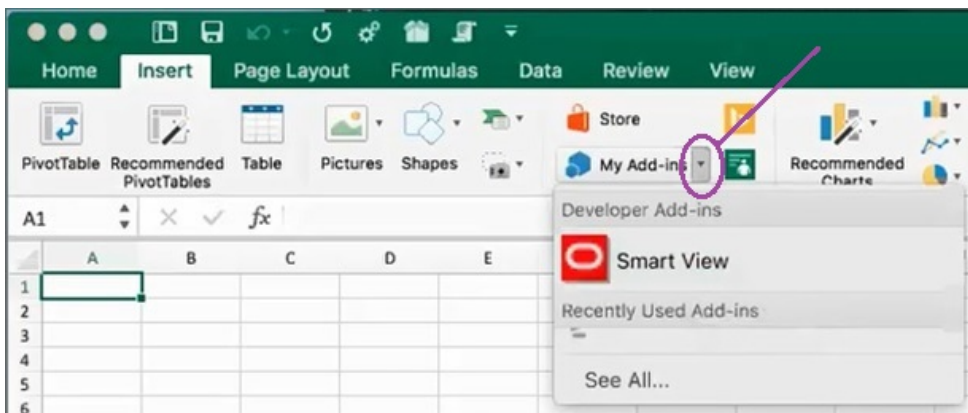 Home Insert Page Layout Formulas Data Review View
Store
PivotTable Recommended PivotTables Table Pictures Shapes My Add-ins Recommended Charts
A1 fx
Developer Add-ins
A B C D E
Smart View
1
2
Recently Used Add-ins
3
4
See All...
5
6